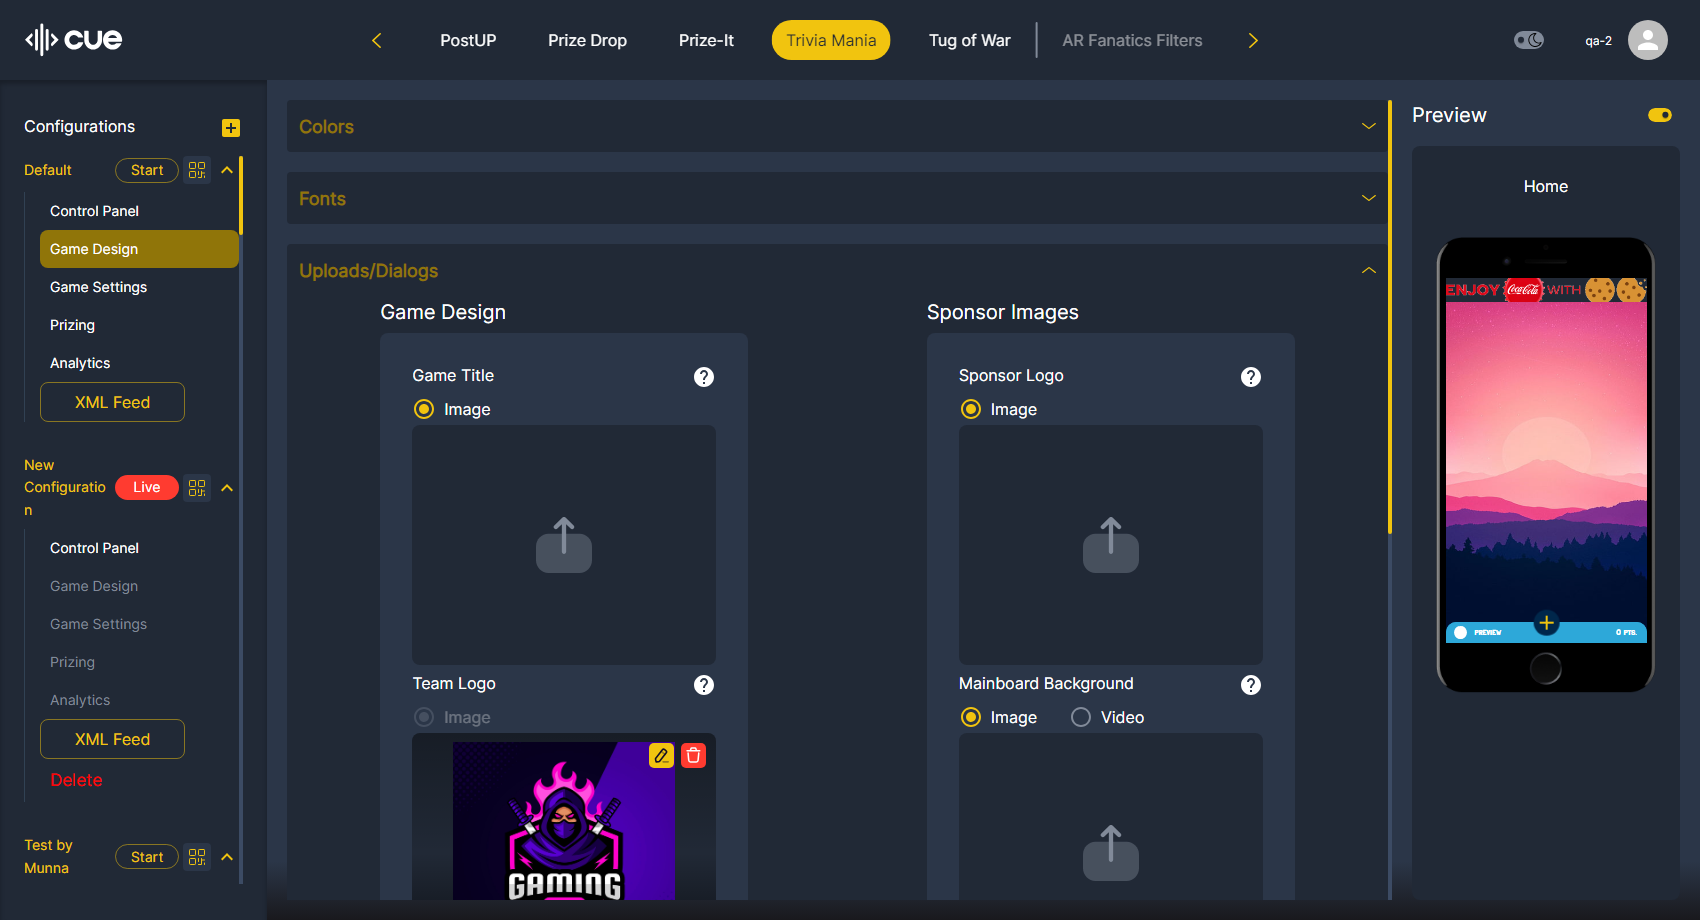 cue
PostUP
Prize Drop
Prize-It
Trivia Mania
Tug of War
AR Fanatics Filters
qa-2
Configurations
Default
Start
Control Panel
Game Design
Game Settings
Prizing
Analytics
XML Feed
New
Configuratio
n
Live
Control Panel
Game Design
Game Settings
Prizing
Analytics
XML Feed
Delete
Test by
Munna
Start
Colors
Fonts
Uploads/Dialogs
Game Design
Game Title
?
Image
Team Logo
?
Image
GAMING
Sponsor Images
Sponsor Logo
?
Image
Mainboard Background
?
Image
Video
Preview
Home
ENJOY Coca-Cola WITH
PREVIEW
0 PTS.